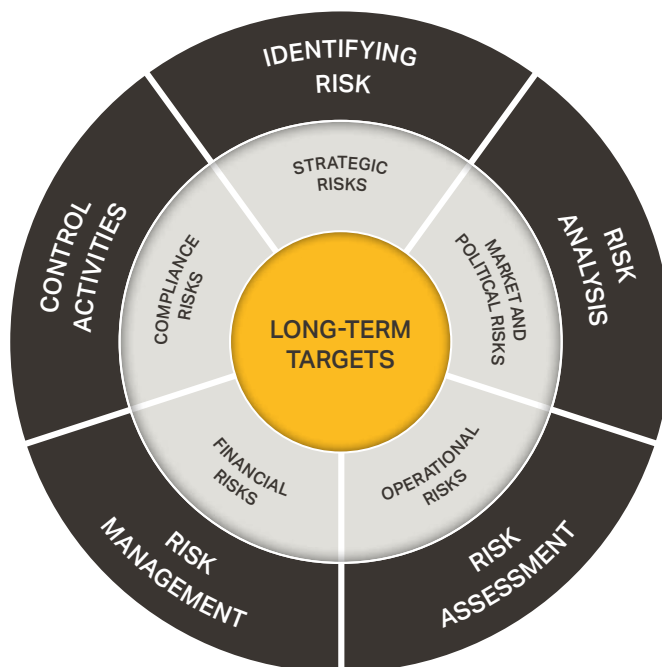 IDENTIFYING
RISK
STRATEGIC
RISKS
CONTROL
ACTIVITIES
COMPLIANCE
RISKS
LONG-TERM
TARGETS
MARKET AND
POLITICAL RISKS
RISK
ANALYSIS
FINANCIAL
RISKS
OPERATIONAL
RISKS
RISK
MANAGEMENT
RISK
ASSESSMENT